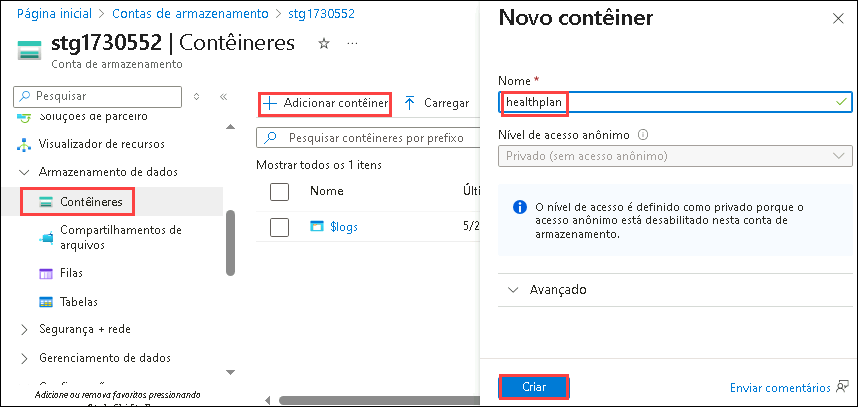 Página inicial > Contas de armazenamento > stg1730552
stg1730552 | Contêineres
Conta de armazenamento
Pesquisar
Soluções de parceiro
Visualizador de recursos
Armazenamento de dados
Contêineres
Compartilhamentos de
arquivos
Filas
Tabelas
Segurança + rede
Gerenciamento de dados
Adicione ou remova favoritos pressionando
+ Adicionar contêiner
Carregar
Pesquisar contêineres por prefixo
Mostrar todos os 1 itens
Nome
Últi
$logs
5/2
Novo contêiner
Nome *
healthplan
Nível de acesso anônimo
Privado (sem acesso anônimo)
O nível de acesso é definido como privado porque o
acesso anônimo está desabilitado nesta conta de
armazenamento.
Avançado
Criar
Enviar comentários